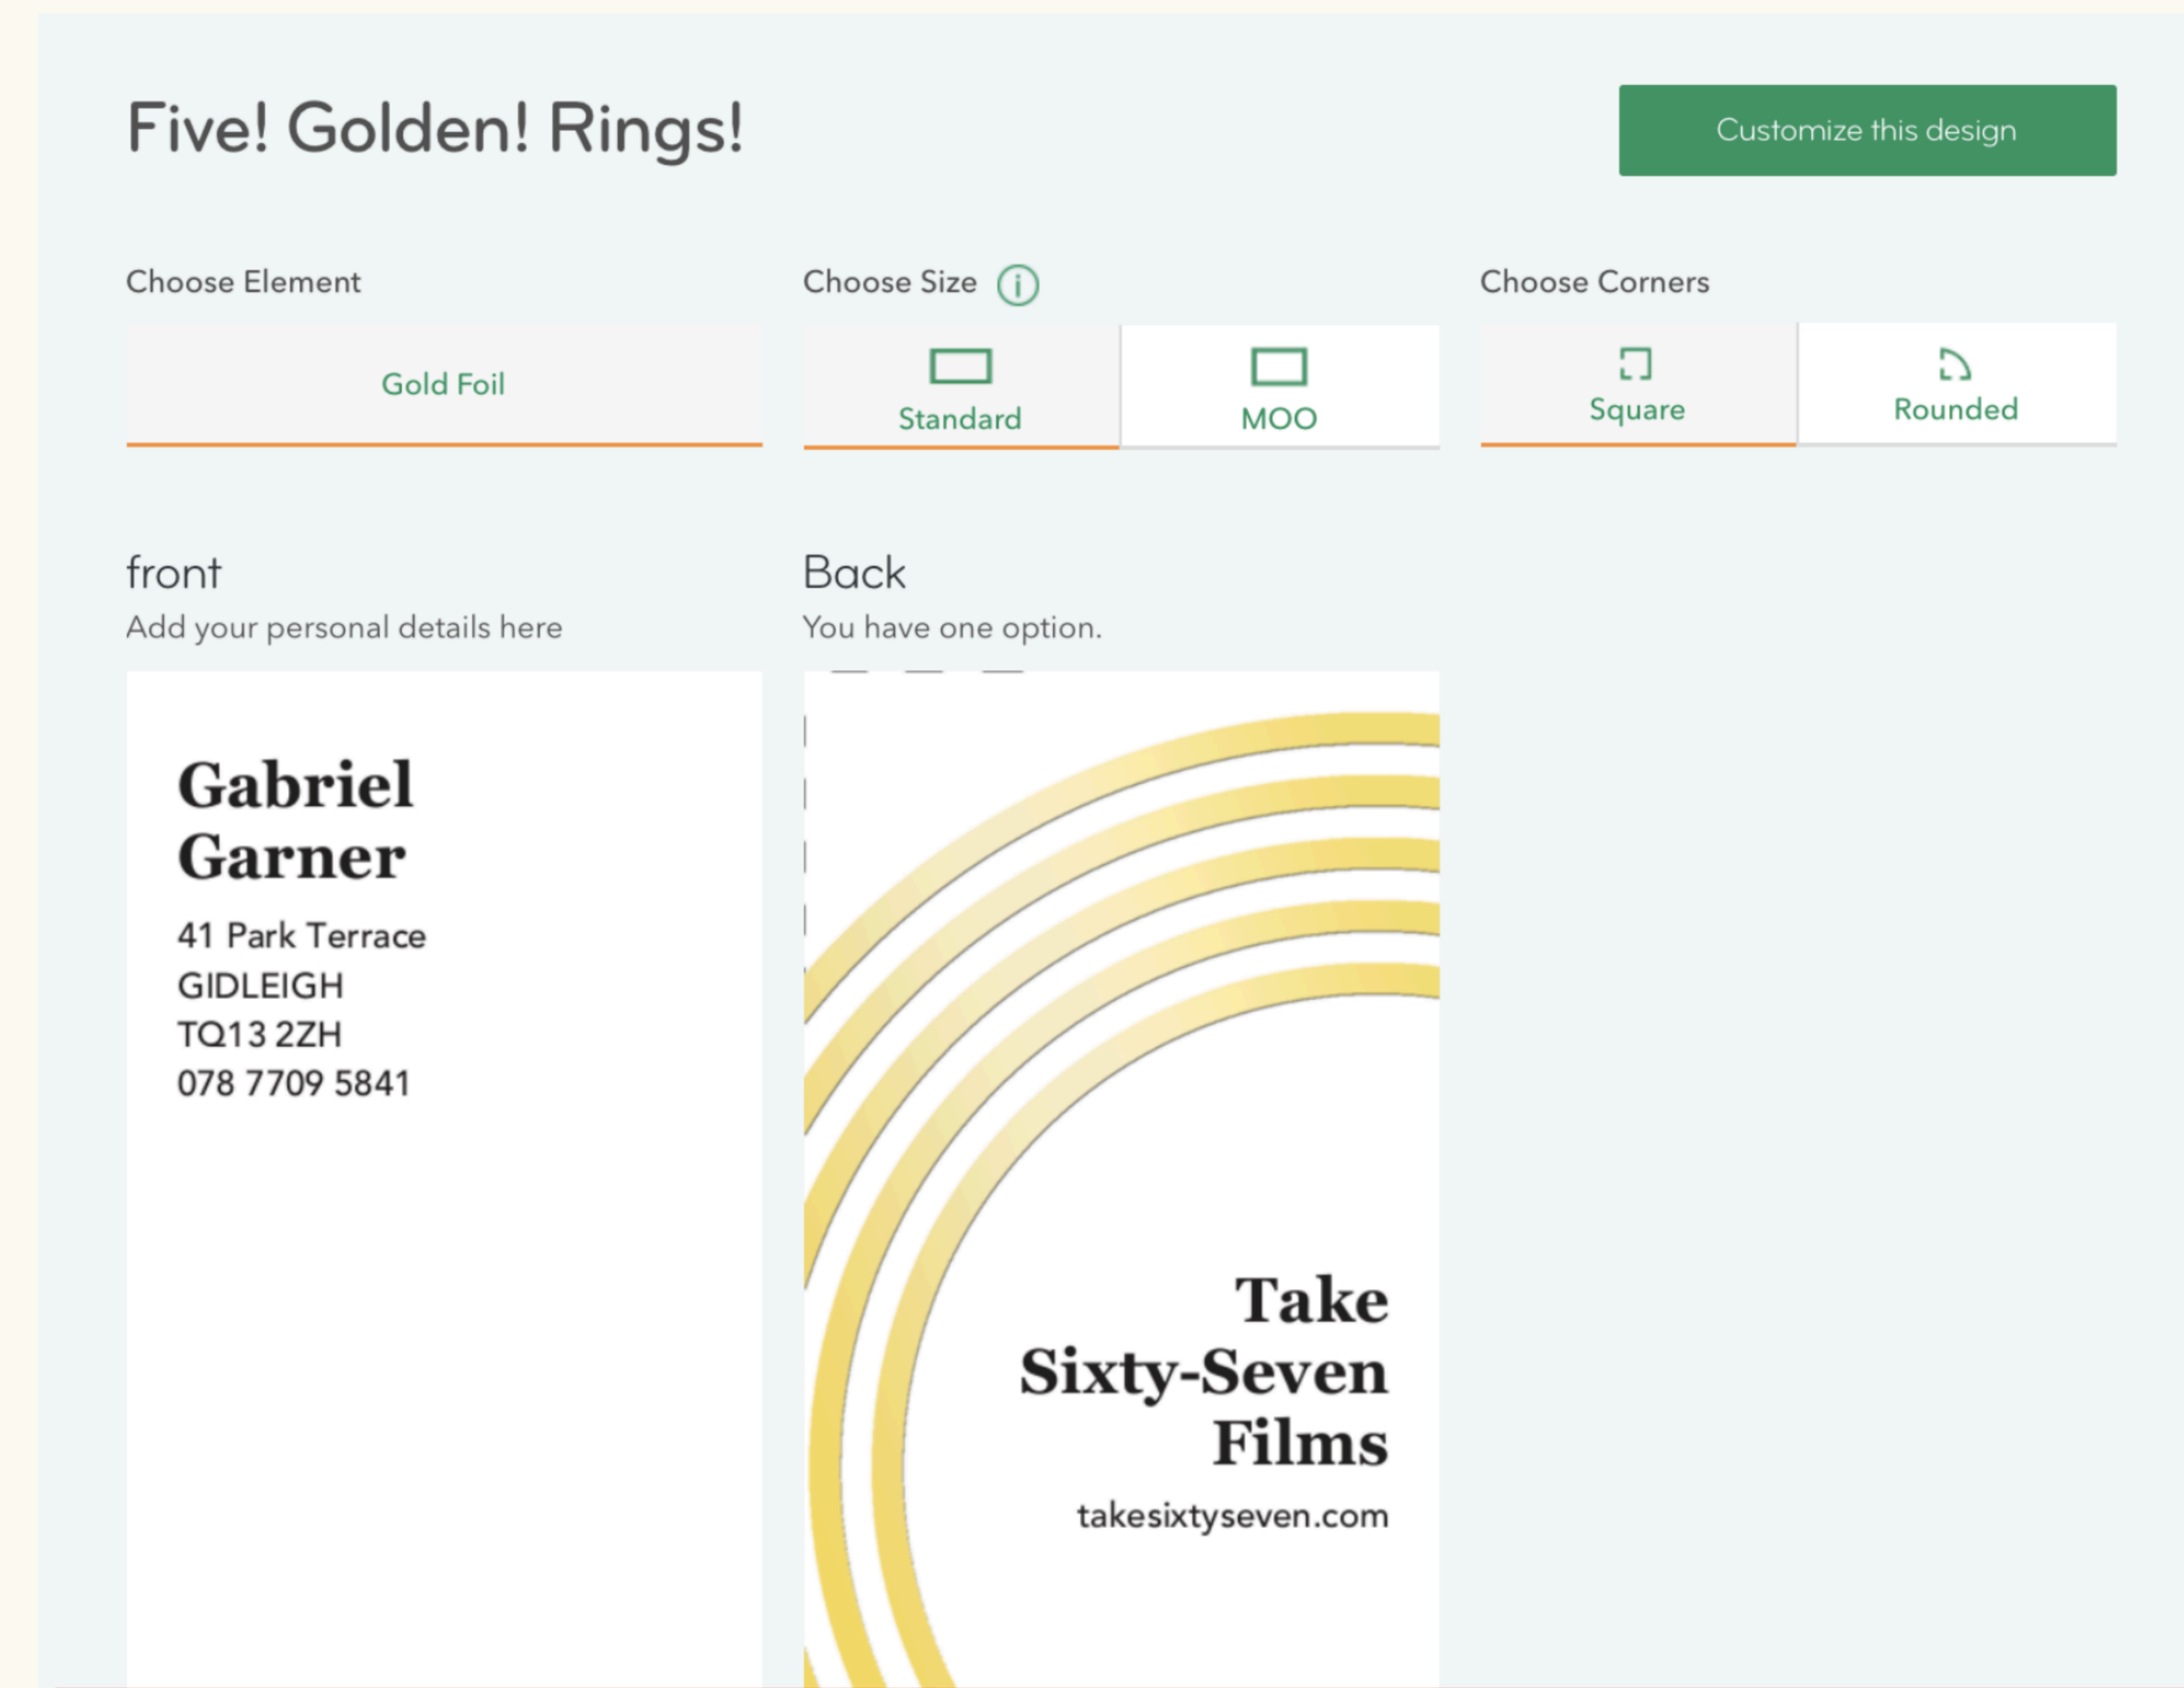 Five! Golden! Rings!
Customize this design
Choose Element
Gold Foil
Choose Size
Standard
MOO
Choose Corners
Square
Rounded
front
Add your personal details here
Gabriel
Garner
41 Park Terrace
GIDLEIGH
TQ13 2ZH
078 7709 5841
Back
You have one option.
Take
Sixty-Seven
Films
takesixtyseven.com